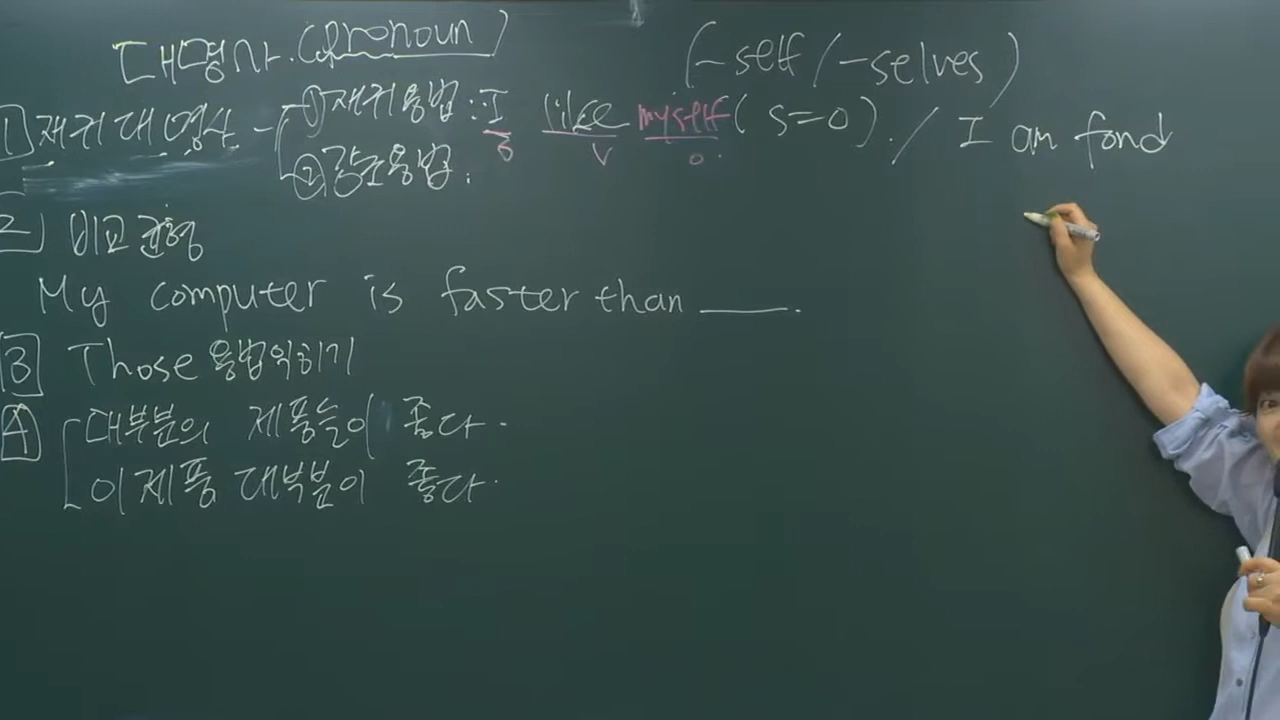 대명사. (pronoun)
(-self / -selves)
1 재귀대명사 - ① 재귀용법 : I like myself ( s=o ). / I am fond
s v o.
② 강조용법 :
2 비교균형
My computer is faster than ____.
3 Those 용법익히기
4 대부분의 제품들이 좋다.
이 제품 대부분이 좋다.